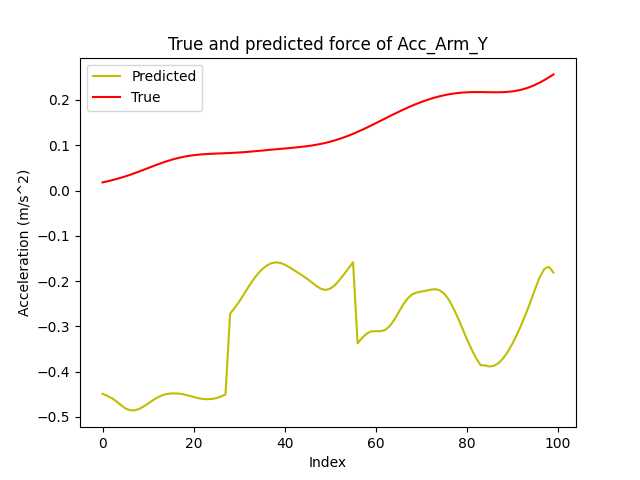 True and predicted force of Acc_Arm_Y
Predicted
True
0.2
0.1
0.0
−0.1
−0.2
−0.3
−0.4
−0.5
Acceleration (m/s^2)
0 20 40 60 80 100
Index